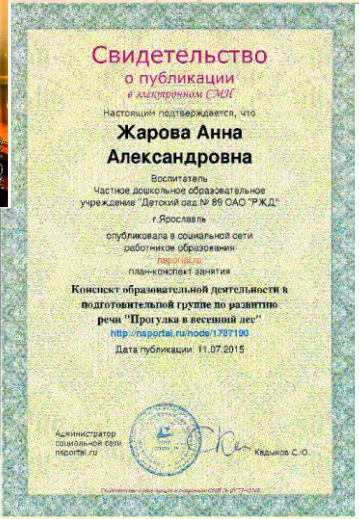 Свидетельство
о публикации
в электронном СМИ
Настоящим подтверждается, что
Жарова Анна
Александровна
Воспитатель
Частное дошкольное образовательное
учреждение "Детский сад № 89 ОАО "РЖД"
г.Ярославль
опубликовала в социальной сети
работников образования
nsportal.ru
план-конспект занятия
Конспект образовательной деятельности в
подготовительной группе по развитию
речи "Прогулка в весенний лес"
http://nsportal.ru/node/1787190
Дата публикации: 11.07.2015
Администратор
социальной сети
nsportal.ru
Кадыков С.О.